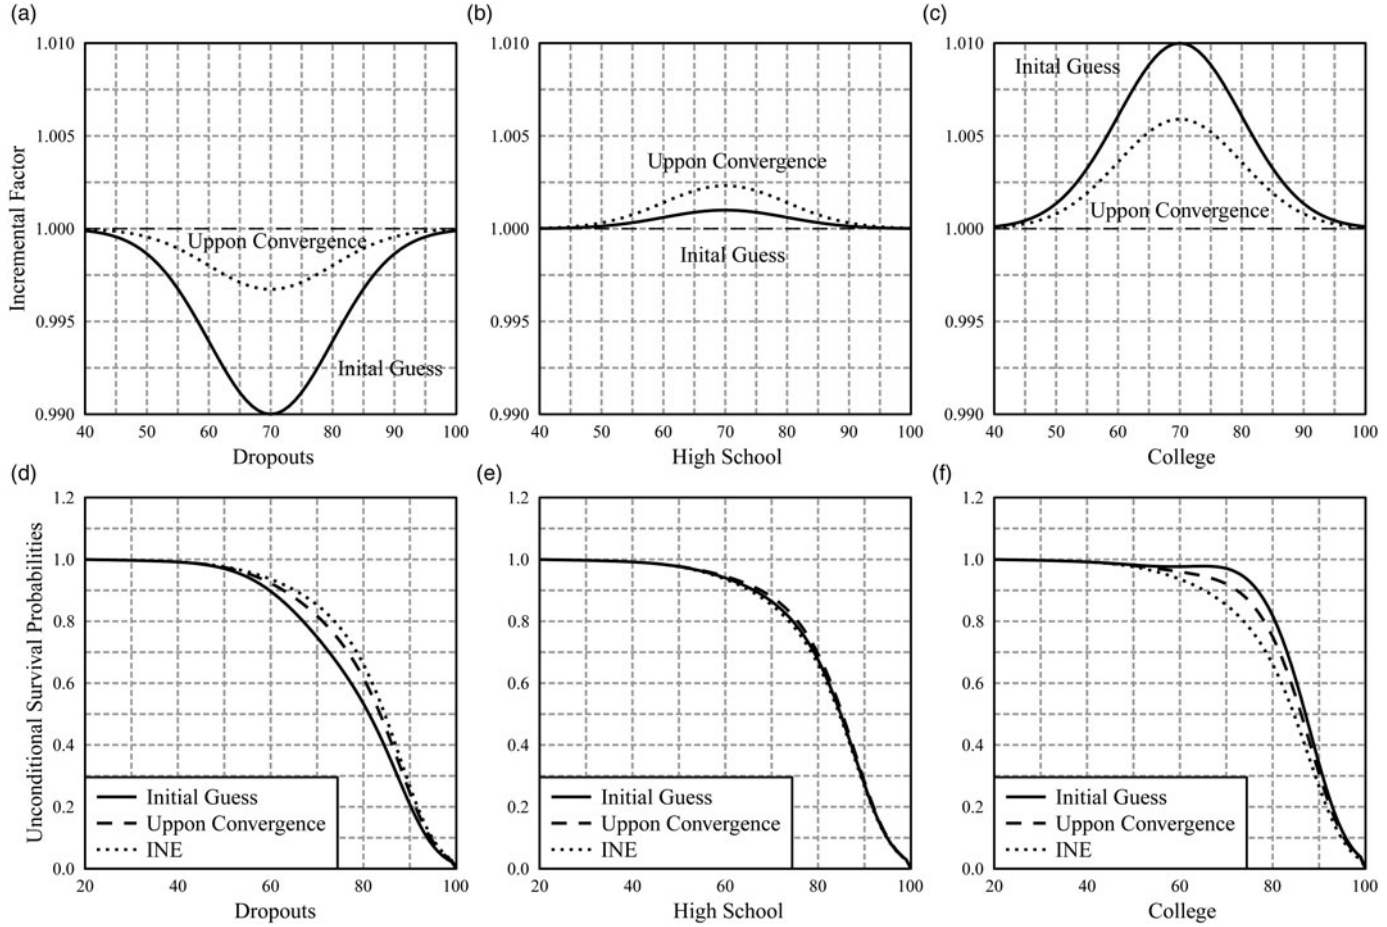 (a)
(b)
(c)
1.010
1.005
1.000
0.995
0.990
Incremental Factor
Uppon Convergence
Inital Guess
40 50 60 70 80 90 100
Dropouts
1.010
1.005
1.000
0.995
0.990
Uppon Convergence
Inital Guess
40 50 60 70 80 90 100
High School
1.010
1.005
1.000
0.995
0.990
Inital Guess
Uppon Convergence
40 50 60 70 80 90 100
College
(d)
(e)
(f)
1.2
1.0
0.8
0.6
0.4
0.2
0.0
Unconditional Survival Probabilities
Initial Guess
Uppon Convergence
INE
20 40 60 80 100
Dropouts
1.2
1.0
0.8
0.6
0.4
0.2
0.0
Initial Guess
Uppon Convergence
INE
20 40 60 80 100
High School
1.2
1.0
0.8
0.6
0.4
0.2
0.0
Initial Guess
Uppon Convergence
INE
20 40 60 80 100
College